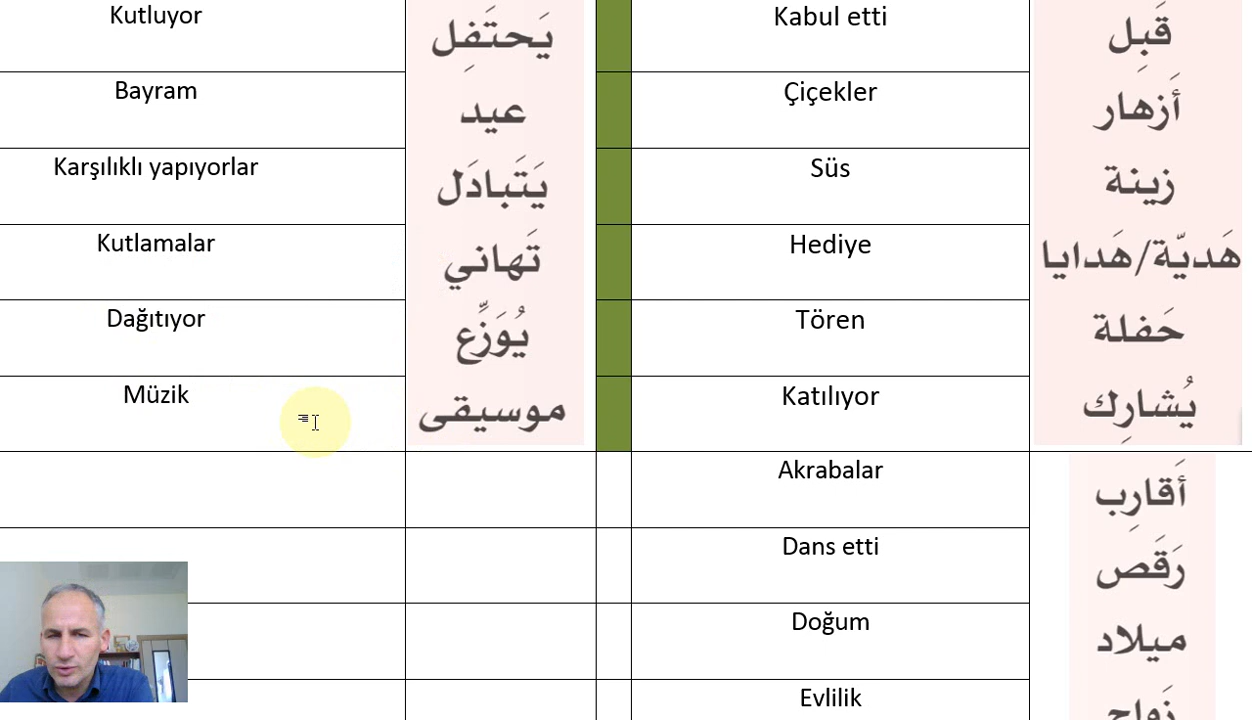 Kutluyor يَحتَفِل Kabul etti قَبِل
Bayram عيد Çiçekler أَزهار
Karşılıklı yapıyorlar يَتَبادَل Süs زينة
Kutlamalar تَهاني Hediye هَديّة/هَدايا
Dağıtıyor يُوَزِّع Tören حَفلة
Müzik موسيقى Katılıyor يُشارِك
Akrabalar أَقارِب
Dans etti رَقَص
Doğum ميلاد
Evlilik زَواج